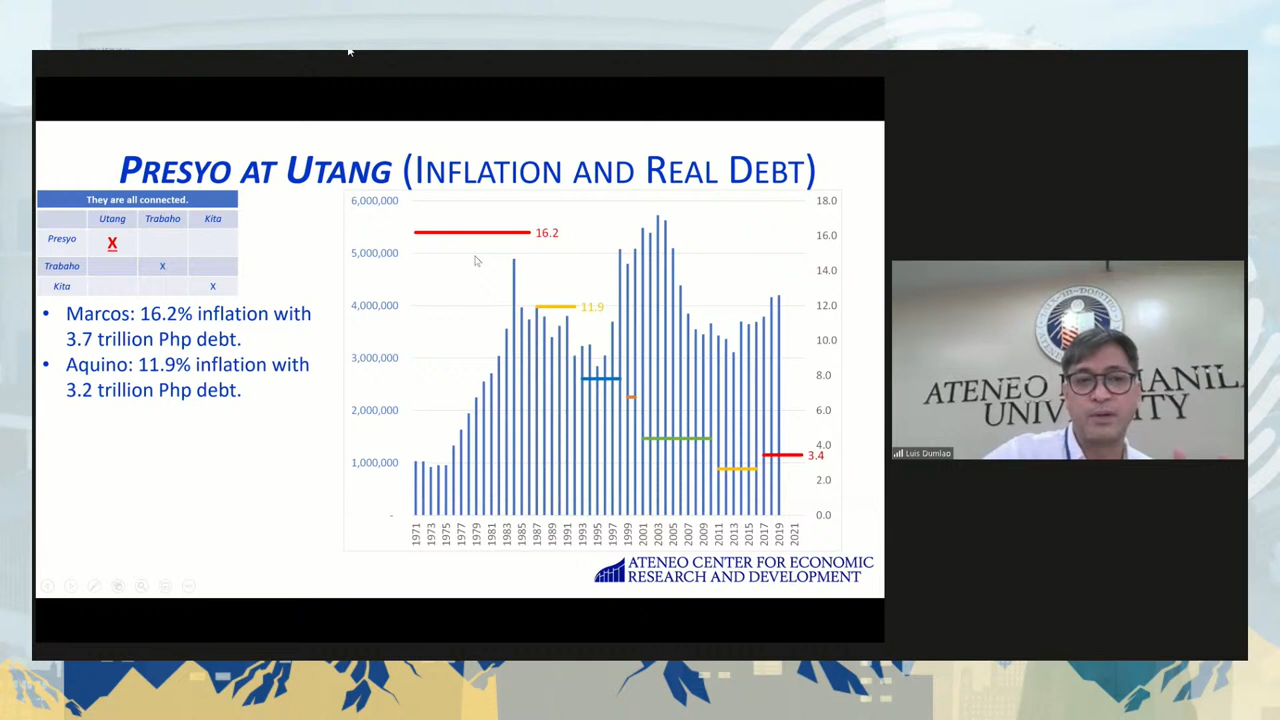 PRESYO AT UTANG (INFLATION AND REAL DEBT)
They are all connected.
Utang Trabaho Kita
Presyo X
Trabaho X
Kita X
• Marcos: 16.2% inflation with
3.7 trillion Php debt.
• Aquino: 11.9% inflation with
3.2 trillion Php debt.
6,000,000
5,000,000
4,000,000
3,000,000
2,000,000
1,000,000
-
16.2
11.9
3.4
18.0
16.0
14.0
12.0
10.0
8.0
6.0
4.0
2.0
0.0
1971 1973 1975 1977 1979 1981 1983 1985 1987 1989 1991 1993 1995 1997 1999 2001 2003 2005 2007 2009 2011 2013 2015 2017 2019 2021
ATENEO CENTER FOR ECONOMIC
RESEARCH AND DEVELOPMENT
ATENEO MANILA
UNIVERSITY
Luis Dumlao